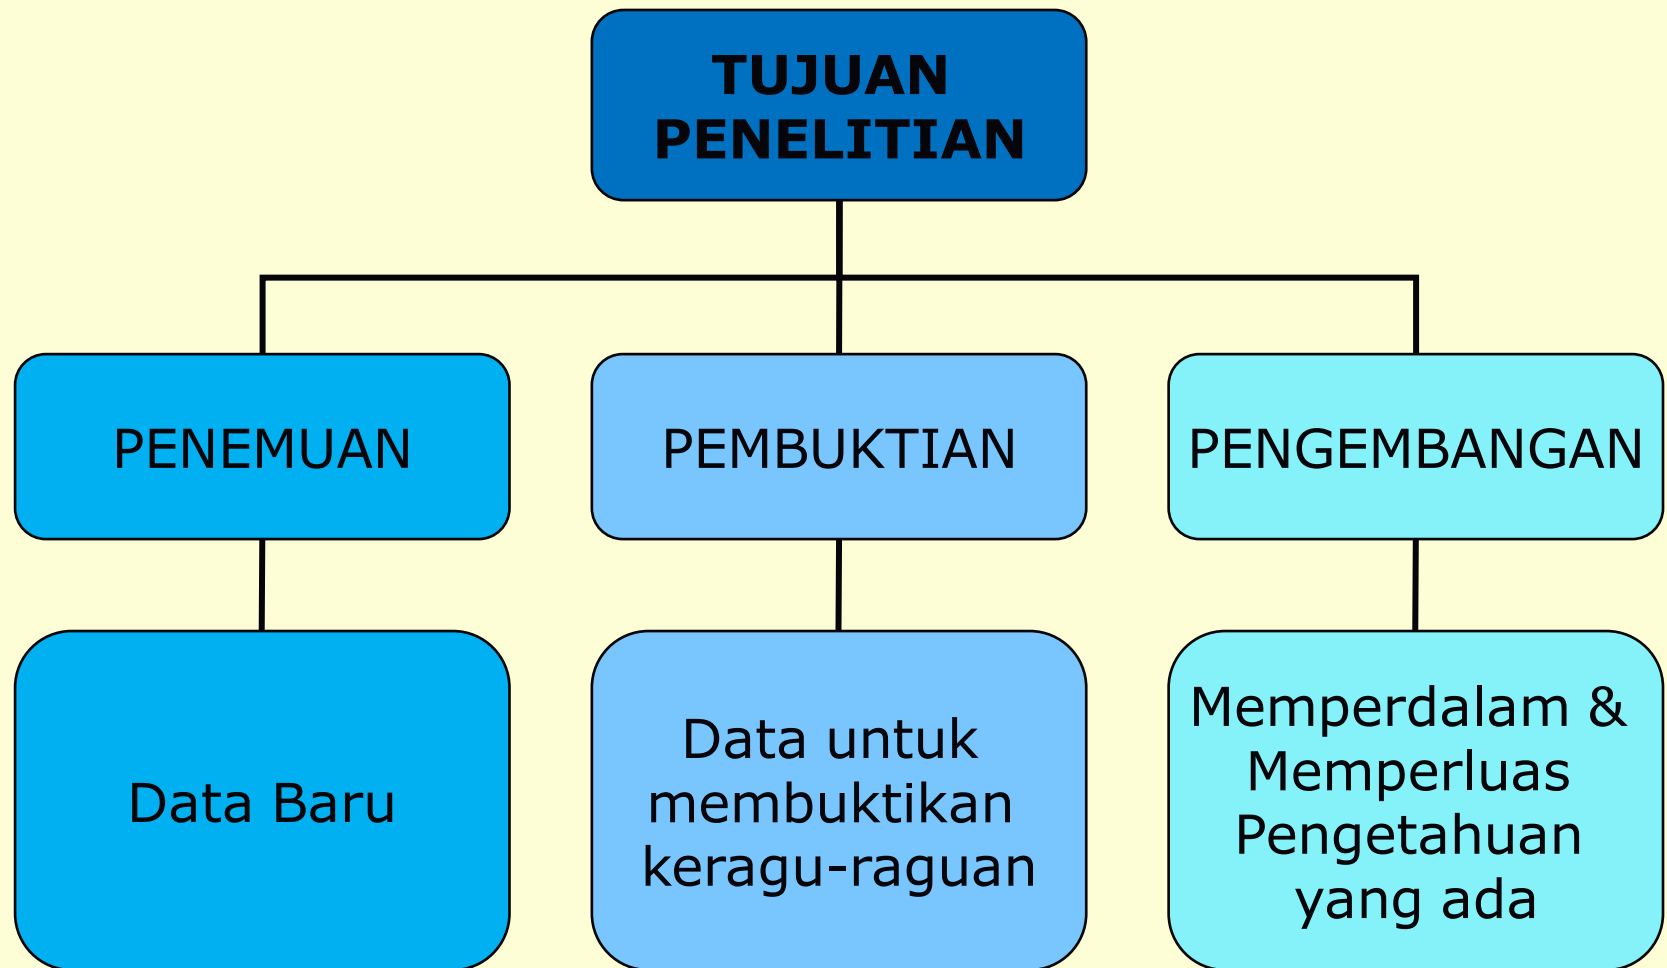 TUJUAN
PENELITIAN
PENEMUAN
PEMBUKTIAN
PENGEMBANGAN
Data Baru
Data untuk
membuktikan
keragu-raguan
Memperdalam &
Memperluas
Pengetahuan
yang ada